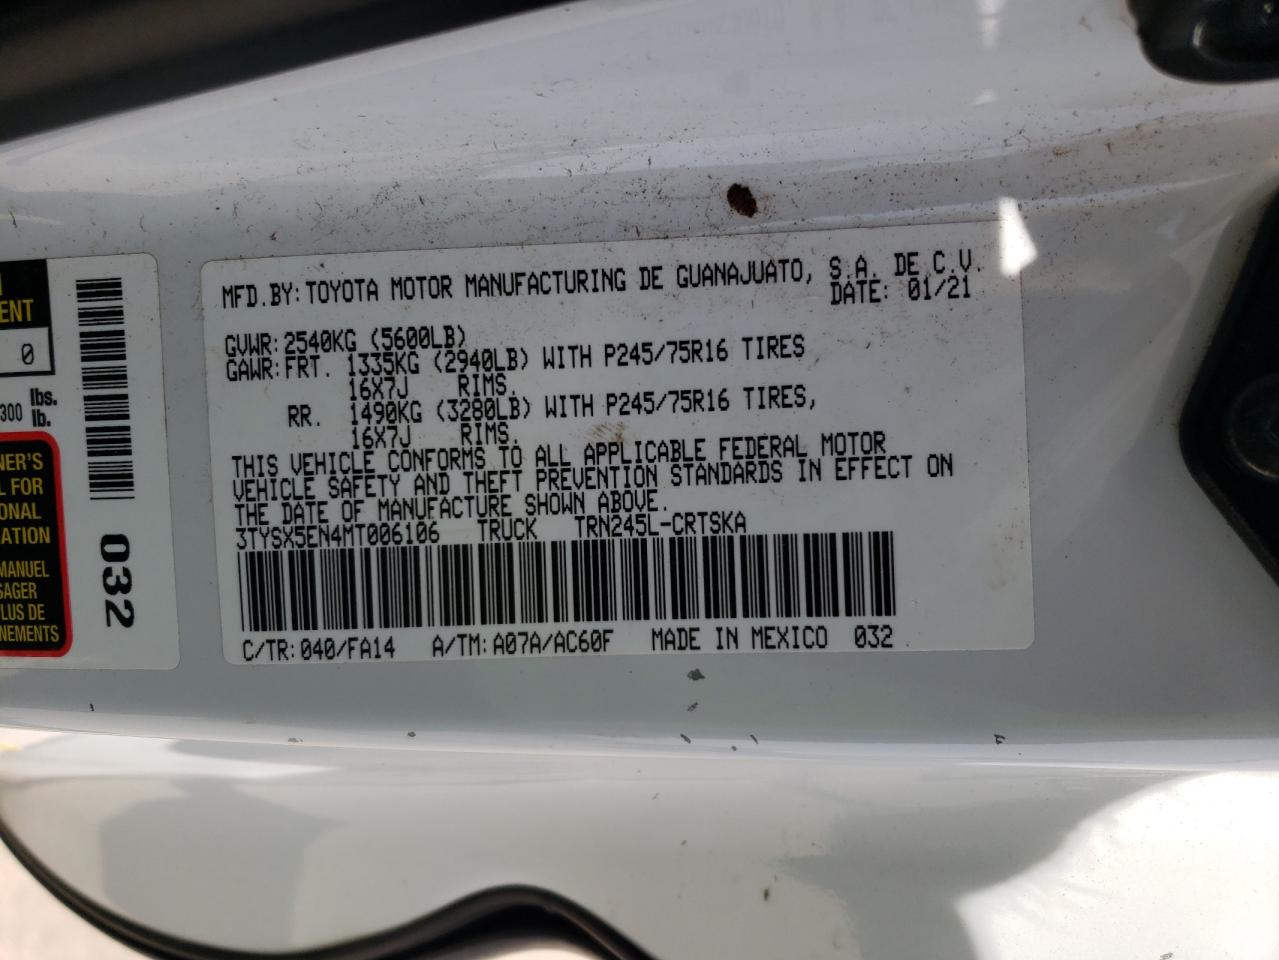 ENT
0
lbs.
300 lb.
NER'S
L FOR
ONAL
ATION
MANUEL
SAGER
PLUS DE
NEMENTS
032
MFD.BY: TOYOTA MOTOR MANUFACTURING DE GUANAJUATO, S.A. DE C.V.
DATE: 01/21
GVWR: 2540KG (5600LB)
GAWR: FRT. 1335KG (2940LB) WITH P245/75R16 TIRES
16X7J RIMS.
RR. 1490KG (3280LB) WITH P245/75R16 TIRES,
16X7J RIMS.
THIS VEHICLE CONFORMS TO ALL APPLICABLE FEDERAL MOTOR
VEHICLE SAFETY AND THEFT PREVENTION STANDARDS IN EFFECT ON
THE DATE OF MANUFACTURE SHOWN ABOVE.
3TYSX5EN4MT006106 TRUCK TRN245L-CRTSKA
C/TR: 040/FA14 A/TM: A07A/AC60F MADE IN MEXICO 032